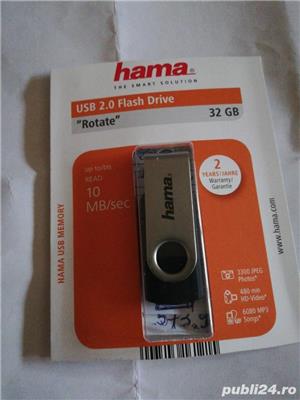 hama®
THE SMART SOLUTION
USB 2.0 Flash Drive
"Rotate"
32 GB
up to/bis
READ
10
MB/sec
hama®
2
YEARS/JAHRE
Warranty/
Garantie
3300 JPEG
Photos*
480 min
HD-Video*
6080 MP3
Songs*
HAMA USB MEMORY
www.hama.com
publi24.ro